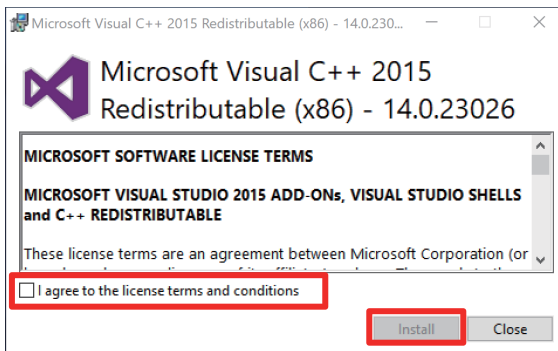 Microsoft Visual C++ 2015 Redistributable (x86) - 14.0.230...
Microsoft Visual C++ 2015
Redistributable (x86) - 14.0.23026
MICROSOFT SOFTWARE LICENSE TERMS
MICROSOFT VISUAL STUDIO 2015 ADD-ONs, VISUAL STUDIO SHELLS
and C++ REDISTRIBUTABLE
These license terms are an agreement between Microsoft Corporation (or
I agree to the license terms and conditions
Install Close